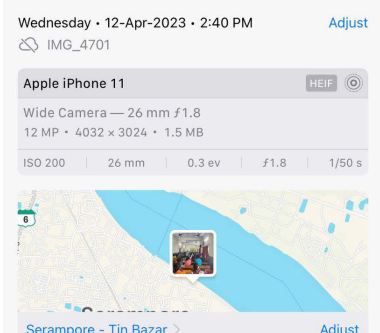 Wednesday • 12-Apr-2023 • 2:40 PM Adjust
IMG_4701
Apple iPhone 11 HEIF
Wide Camera — 26 mm ƒ1.8
12 MP • 4032 × 3024 • 1.5 MB
ISO 200 26 mm 0.3 ev ƒ1.8 1/50 s
6
Serampore
Serampore - Tin Bazar Adjust